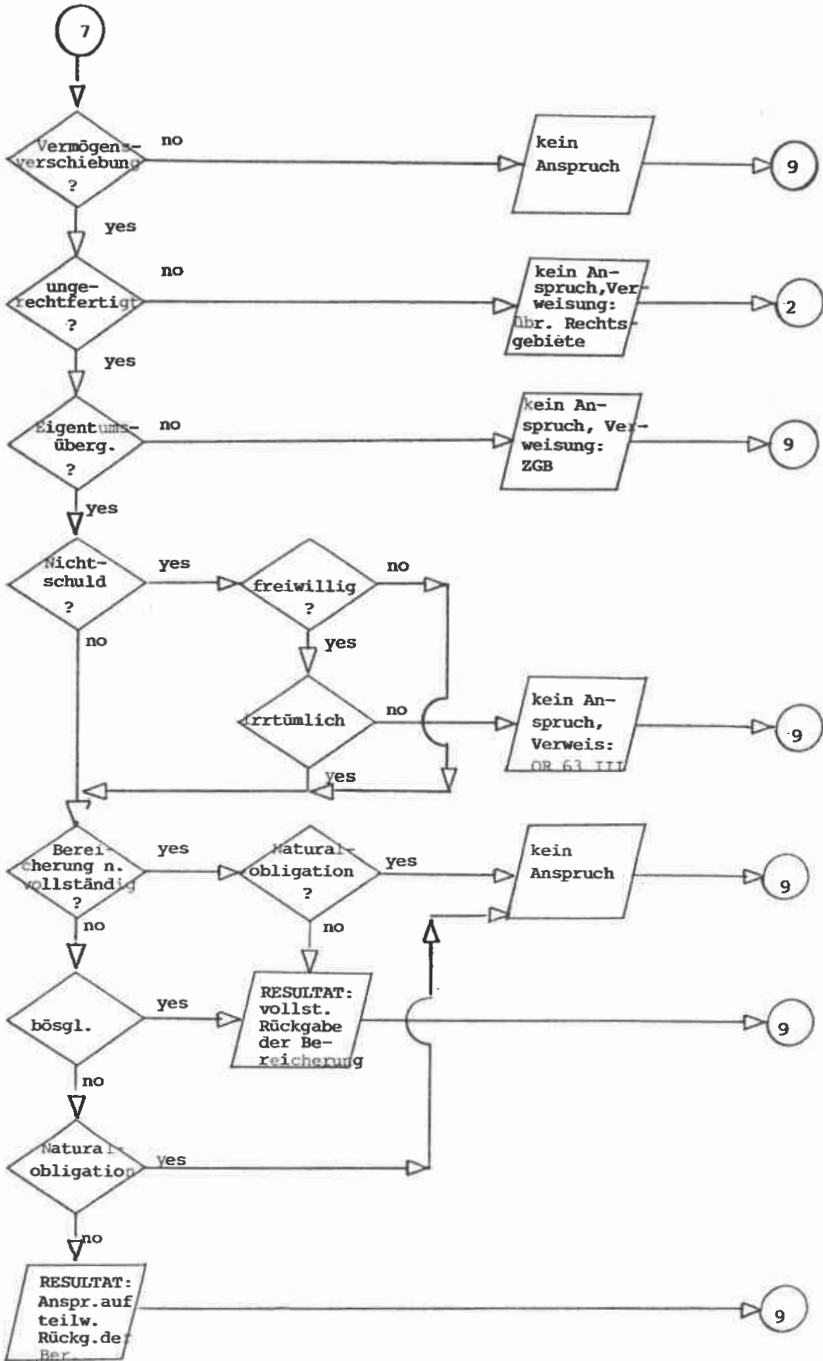 7
Vermögens-
verschiebung
?
no
kein
Anspruch
9
yes
unge-
rechtfertigt
?
no
kein An-
spruch,Ver-
weisung:
übr. Rechts-
gebiete
2
yes
Eigentums-
überg.
?
no
kein An-
spruch, Ver-
weisung:
ZGB
9
yes
Nicht-
schuld
?
yes
freiwillig
?
no
no
yes
irrtümlich
no
kein An-
spruch,
Verweis:
OR 63 III
9
yes
Berei-
cherung n.
vollständig
?
yes
Natural-
obligation
?
yes
kein
Anspruch
9
no
no
bösgl.
yes
RESULTAT:
vollst.
Rückgabe
der Be-
reicherung
9
no
Natural-
obligation
yes
no
RESULTAT:
Anspr.auf
teilw.
Rückg.der
Ber.
9